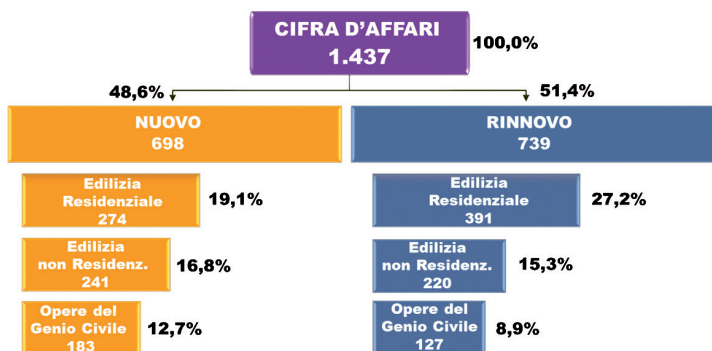 CIFRA D'AFFARI
1.437
100,0%
48,6%
51,4%
NUOVO
698
RINNOVO
739
Edilizia
Residenziale
274
19,1%
Edilizia
Residenziale
391
27,2%
Edilizia
non Residenz.
241
16,8%
Edilizia
non Residenz.
220
15,3%
Opere del
Genio Civile
183
12,7%
Opere del
Genio Civile
127
8,9%